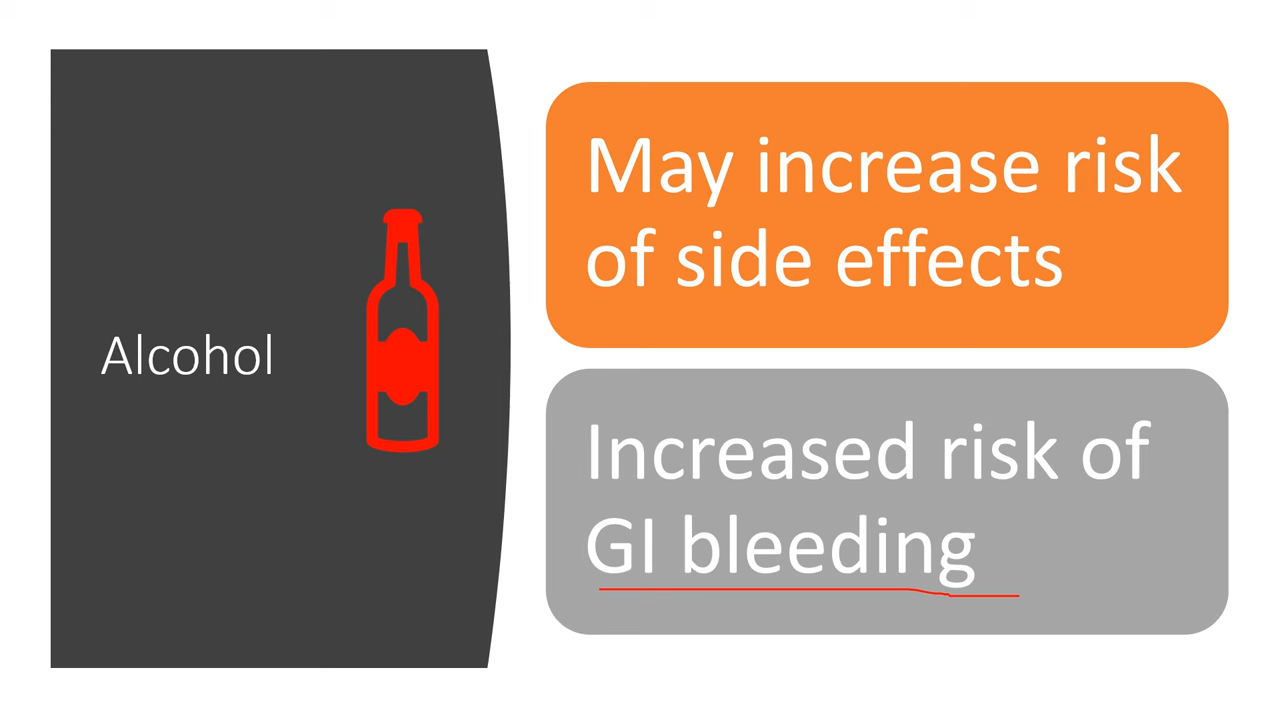 Alcohol
May increase risk
of side effects
Increased risk of
GI bleeding